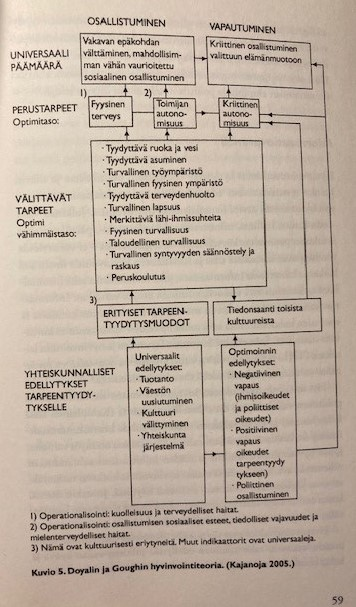 OSALLISTUMINEN
VAPAUTUMINEN
UNIVERSAALI
PÄÄMÄÄRÄ
Vakavan epäkohdan
välttäminen, mahdollisim-
man vähän vaurioitettu
sosiaalinen osallistuminen
Kriittinen osallistuminen
valittuun elämänmuotoon
PERUSTARPEET
Optimitaso:
1)
Fyysinen
terveys
2)
Toimijan
autono-
misuus
Kriittinen
autono-
misuus
VÄLITTÄVÄT
TARPEET
Optimi
vähimmäistaso:
· Tyydyttävä ruoka ja vesi
· Tyydyttävä asuminen
· Turvallinen työympäristö
· Turvallinen fyysinen ympäristö
· Tyydyttävä terveydenhuolto
· Turvallinen lapsuus
· Merkittäviä lähi-ihmissuhteita
· Fyysinen turvallisuus
· Taloudellinen turvallisuus
· Turvallinen syntyvyyden säännöstely ja
raskaus
· Peruskoulutus
3)
ERITYISET TARPEEN-
TYYDYTYSMUODOT
Tiedonsaanti toisista
kulttuureista
YHTEISKUNNALLISET
EDELLYTYKSET
TARPEENTYYDY-
TYKSELLE
Universaalit
edellytykset:
· Tuotanto
· Väestön
uusiutuminen
· Kulttuuri
välittyminen
· Yhteiskunta
järjestelmä
Optimoinnin
edellytykset:
· Negatiivinen
vapaus
(ihmisoikeudet
ja poliittiset
oikeudet)
· Positiivinen
vapaus
oikeudet
tarpeentyydy
tykseen)
· Poliittinen
osallistuminen
1) Operationalisointi: kuolleisuus ja terveydelliset haitat.
2) Operationalisointi: osallistumisen sosiaaliset esteet, tiedolliset vajavuudet ja
mielenterveydelliset haitat.
3) Nämä ovat kulttuurisesti eriytyneitä. Muut indikaattorit ovat universaaleja.
Kuvio 5. Doyalin ja Goughin hyvinvointiteoria. (Kajanoja 2005.)
59